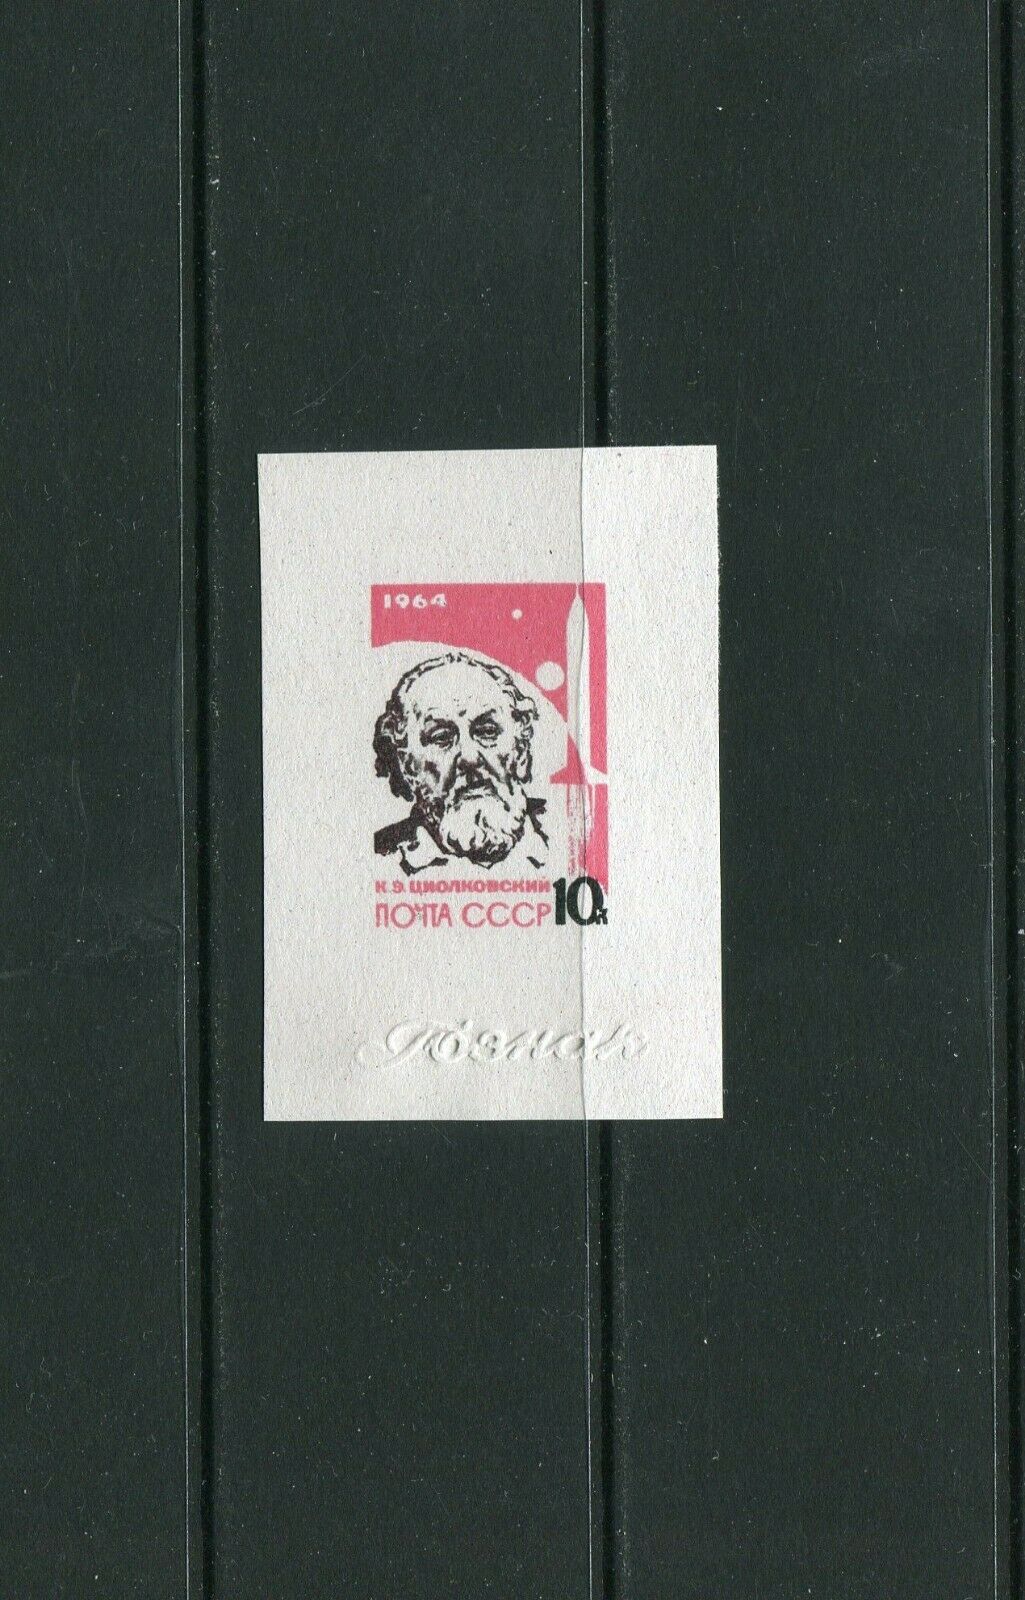 1964
К.Э. ЦИОЛКОВСКИЙ
ПОЧТА СССР 10к
Гознак